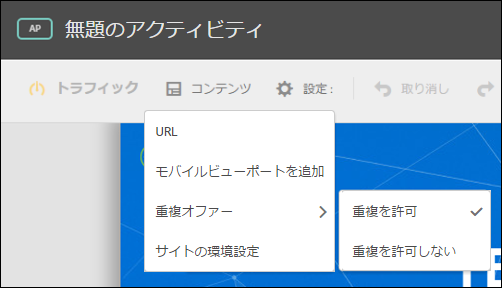 AP 無題のアクティビティ
トラフィック コンテンツ 設定: 取り消し
URL
モバイルビューポートを追加
重複オファー
重複を許可
サイトの環境設定
重複を許可しない